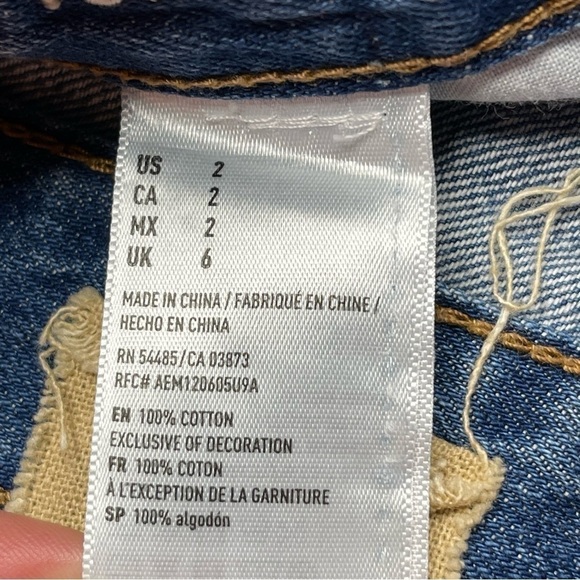 US 2
CA 2
MX 2
UK 6
MADE IN CHINA / FABRIQUÉ EN CHINE /
HECHO EN CHINA
RN 54485/CA 03873
RFC# AEM120605U9A
EN 100% COTTON
EXCLUSIVE OF DECORATION
FR 100% COTON
À L'EXCEPTION DE LA GARNITURE
SP 100% algodón